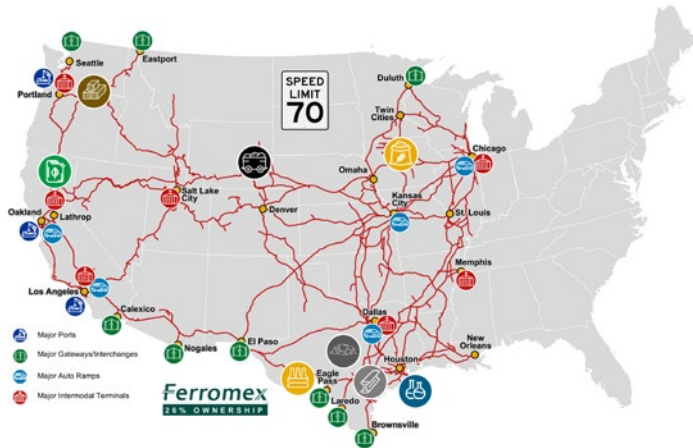 Seattle
Eastport
Portland
SPEED
LIMIT
70
Duluth
Twin
Cities
Chicago
Omaha
Salt Lake
City
Kansas
City
Oakland
Lathrop
Denver
St. Louis
Los Angeles
Memphis
Calexico
Dallas
Nogales
El Paso
New
Orleans
Houston
Eagle
Pass
Laredo
Brownsville
Major Ports
Major Gateways/Interchanges
Major Auto Ramps
Major Intermodal Terminals
Ferromex
26% OWNERSHIP